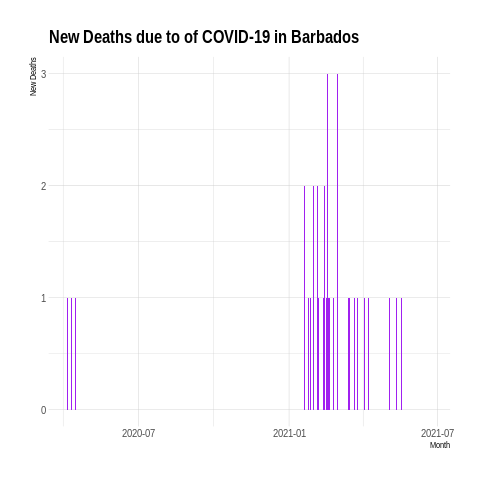 New Deaths due to of COVID-19 in Barbados
New Deaths
3
2
1
0
2020-07
2021-01
2021-07
Month